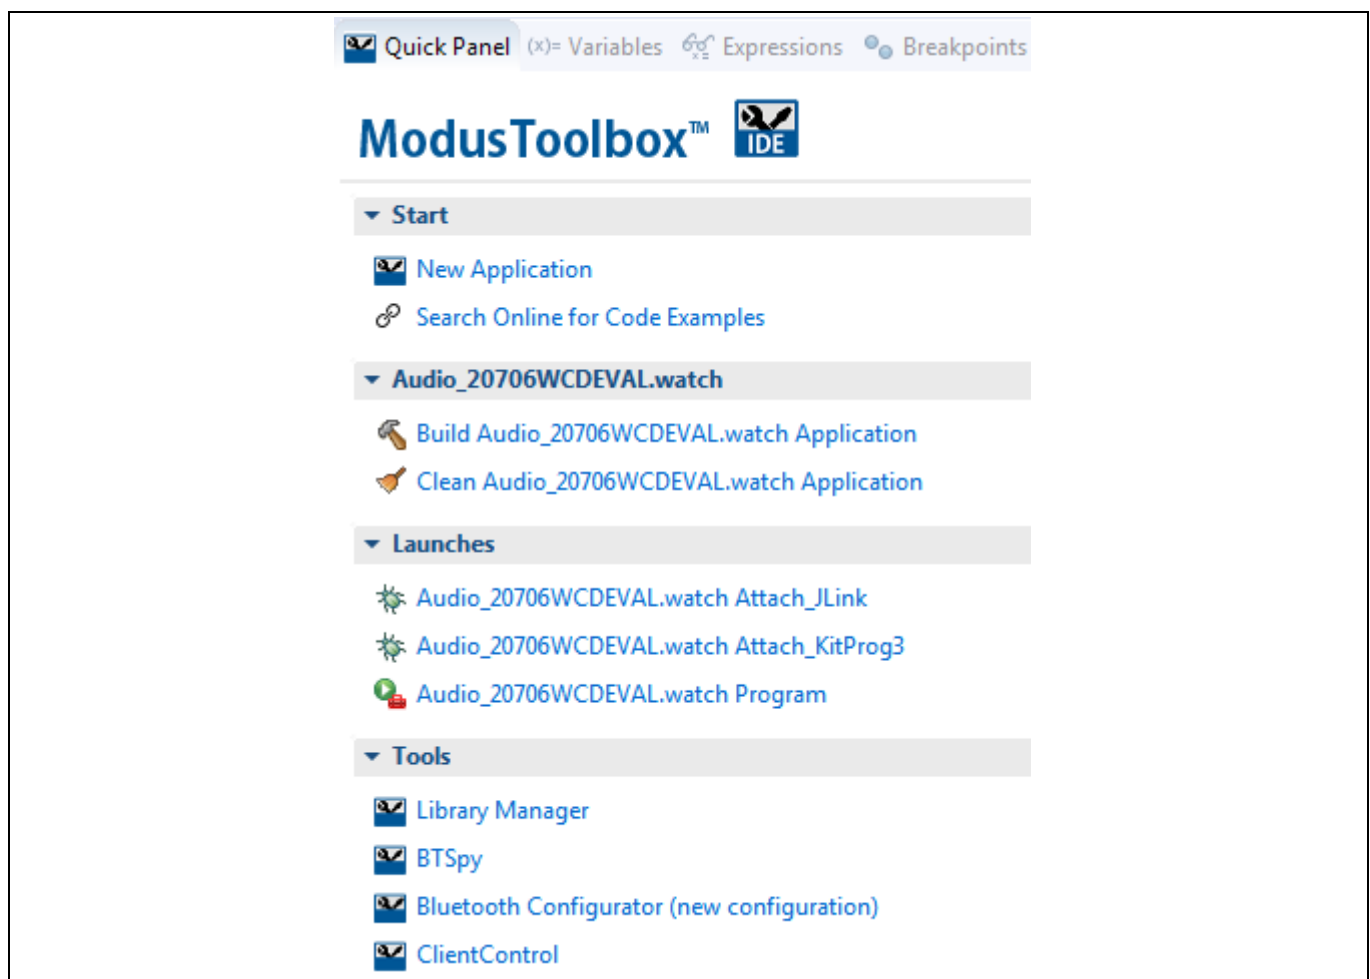 Quick Panel (x)= Variables Expressions Breakpoints
ModusToolbox™ IDE
Start
New Application
Search Online for Code Examples
Audio_20706WCDEVAL.watch
Build Audio_20706WCDEVAL.watch Application
Clean Audio_20706WCDEVAL.watch Application
Launches
Audio_20706WCDEVAL.watch Attach_JLink
Audio_20706WCDEVAL.watch Attach_KitProg3
Audio_20706WCDEVAL.watch Program
Tools
Library Manager
BTSpy
Bluetooth Configurator (new configuration)
ClientControl